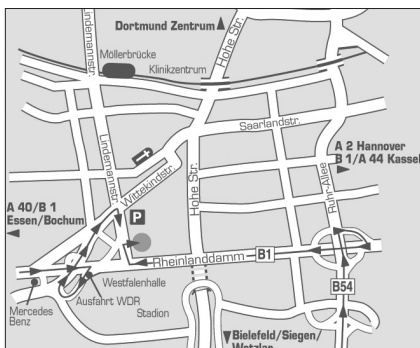 Dortmund Zentrum
Lindemannstr.
Hohe Str.
Möllerbrücke
Klinikzentrum
Saarlandstr.
Lindemannstr.
Wittekindstr.
Hohe Str.
A 2 Hannover
B 1/A 44 Kassel
Ruhr-Allee
A 40/B 1
Essen/Bochum
P
Rheinlanddamm
B1
B54
Westfalenhalle
Ausfahrt WDR
Mercedes
Benz
Stadion
Bielefeld/Siegen/
Wetzlar